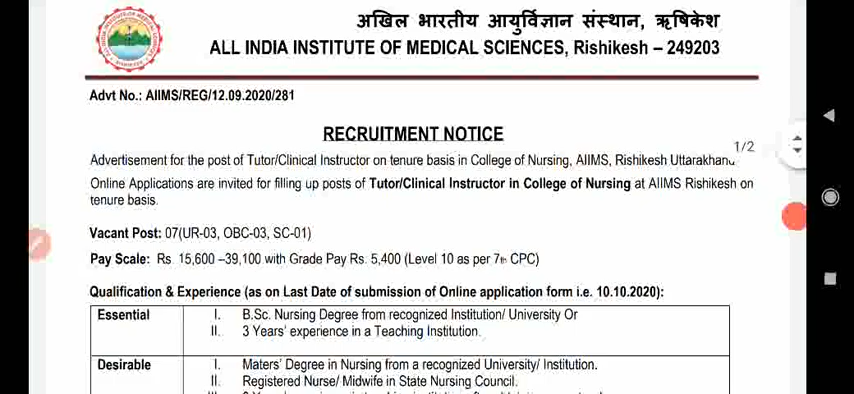 अखिल भारतीय आयुर्विज्ञान संस्थान, ऋषिकेश
ALL INDIA INSTITUTE OF MEDICAL SCIENCES, Rishikesh – 249203
Advt No.: AIIMS/REG/12.09.2020/281
RECRUITMENT NOTICE
1/2
Advertisement for the post of Tutor/Clinical Instructor on tenure basis in College of Nursing, AIIMS, Rishikesh Uttarakhand
Online Applications are invited for filling up posts of Tutor/Clinical Instructor in College of Nursing at AIIMS Rishikesh on
tenure basis.
Vacant Post: 07(UR-03, OBC-03, SC-01)
Pay Scale: Rs 15,600 –39,100 with Grade Pay Rs. 5,400 (Level 10 as per 7th CPC)
Qualification & Experience (as on Last Date of submission of Online application form i.e. 10.10.2020):
Essential I. B.Sc. Nursing Degree from recognized Institution/ University Or
II. 3 Years' experience in a Teaching Institution.
Desirable I. Maters' Degree in Nursing from a recognized University/ Institution.
II. Registered Nurse/ Midwife in State Nursing Council.